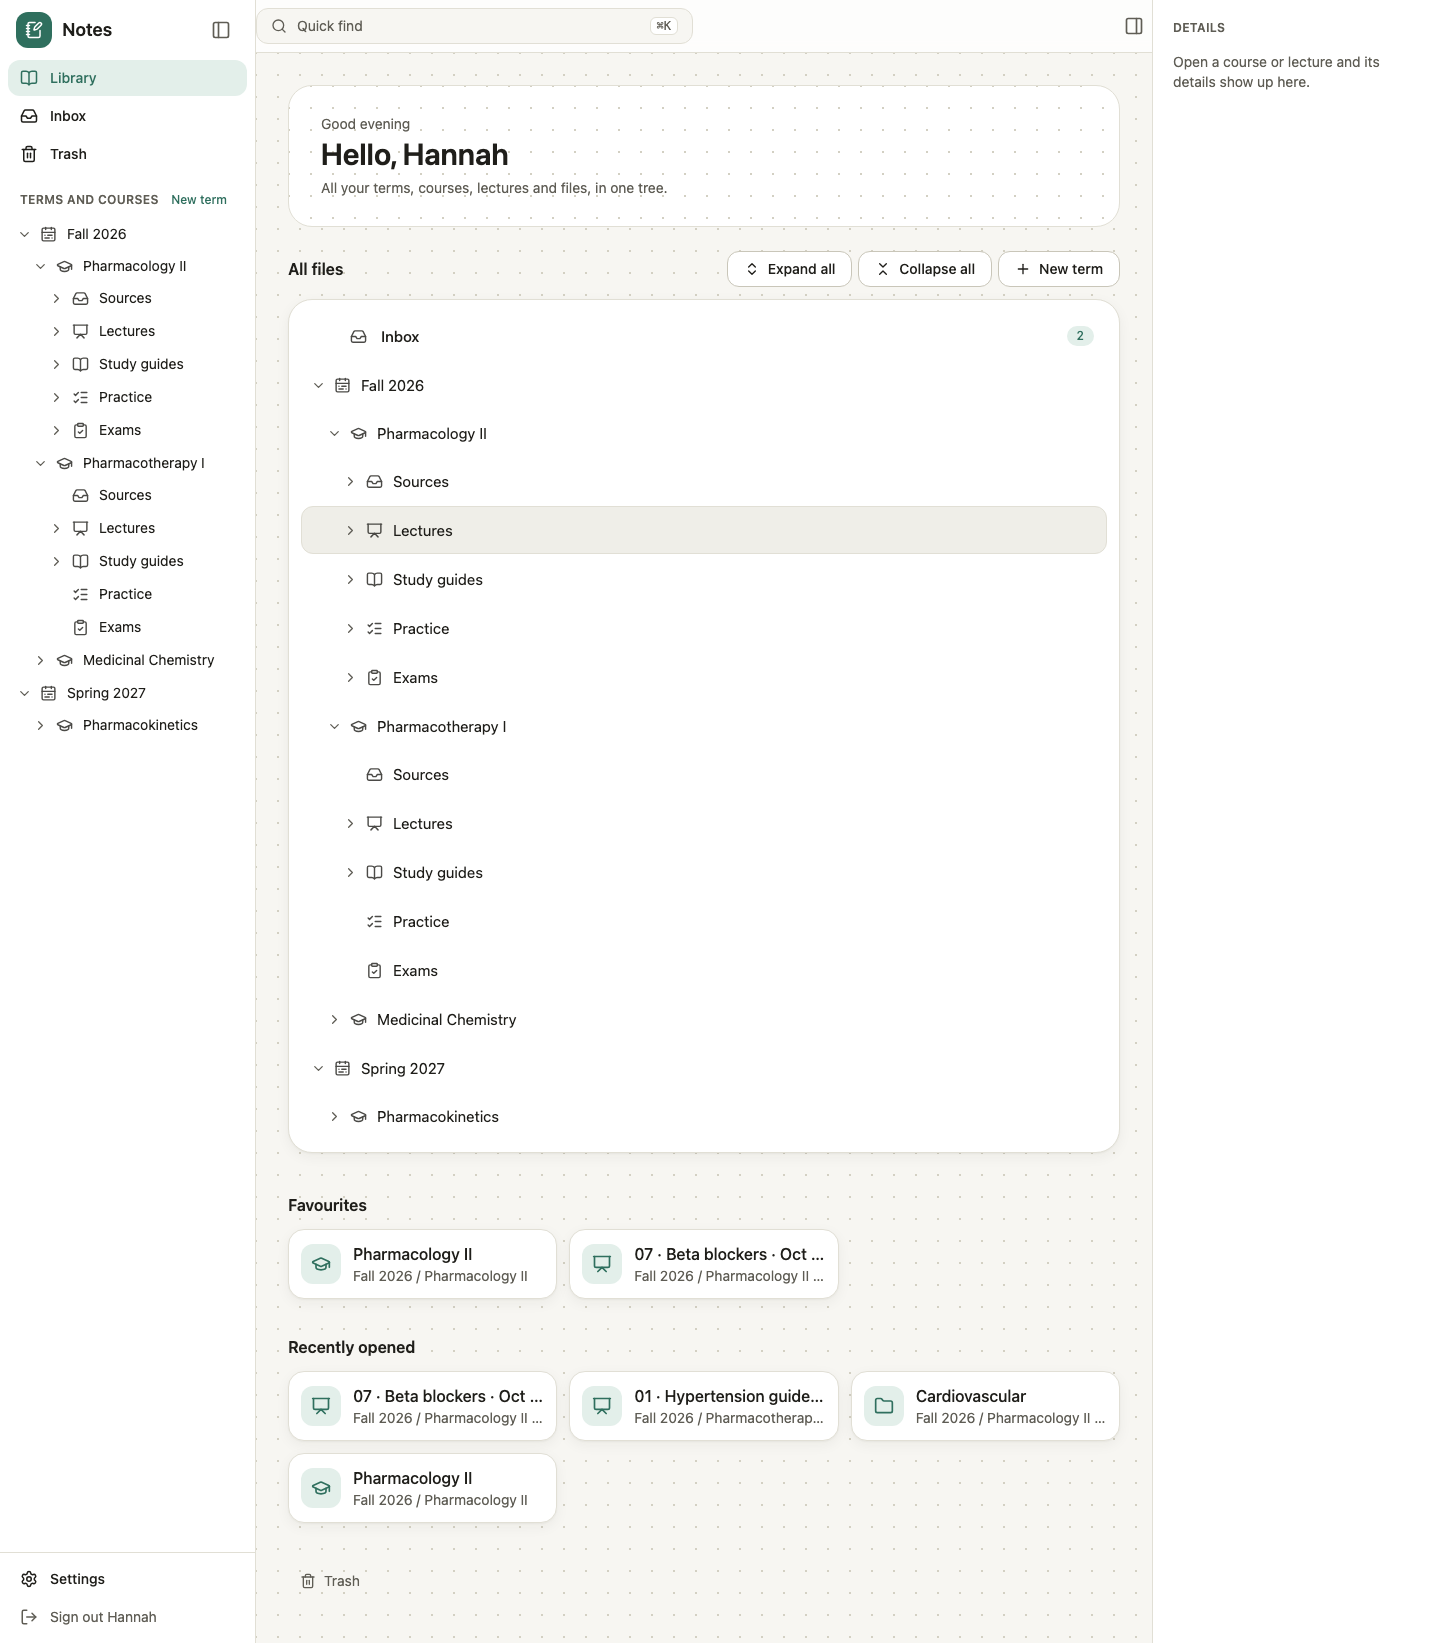 Notes
Library
Inbox
Trash
TERMS AND COURSES New term
Fall 2026
Pharmacology II
Sources
Lectures
Study guides
Practice
Exams
Pharmacotherapy I
Sources
Lectures
Study guides
Practice
Exams
Medicinal Chemistry
Spring 2027
Pharmacokinetics
Settings
Sign out Hannah
Quick find ⌘K
Good evening
Hello, Hannah
All your terms, courses, lectures and files, in one tree.
All files Expand all Collapse all New term
Inbox 2
Fall 2026
Pharmacology II
Sources
Lectures
Study guides
Practice
Exams
Pharmacotherapy I
Sources
Lectures
Study guides
Practice
Exams
Medicinal Chemistry
Spring 2027
Pharmacokinetics
Favourites
Pharmacology II
Fall 2026 / Pharmacology II
07 · Beta blockers · Oct ...
Fall 2026 / Pharmacology II ...
Recently opened
07 · Beta blockers · Oct ...
Fall 2026 / Pharmacology II ...
01 · Hypertension guide...
Fall 2026 / Pharmacotherap...
Cardiovascular
Fall 2026 / Pharmacology II ...
Pharmacology II
Fall 2026 / Pharmacology II
Trash
DETAILS
Open a course or lecture and its
details show up here.